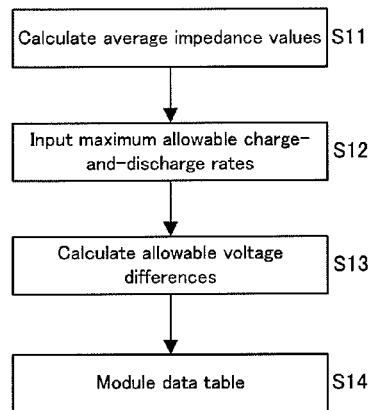 Calculate average impedance values S11
Input maximum allowable charge-
and-discharge rates
S12
Calculate allowable voltage
differences
S13
Module data table S14